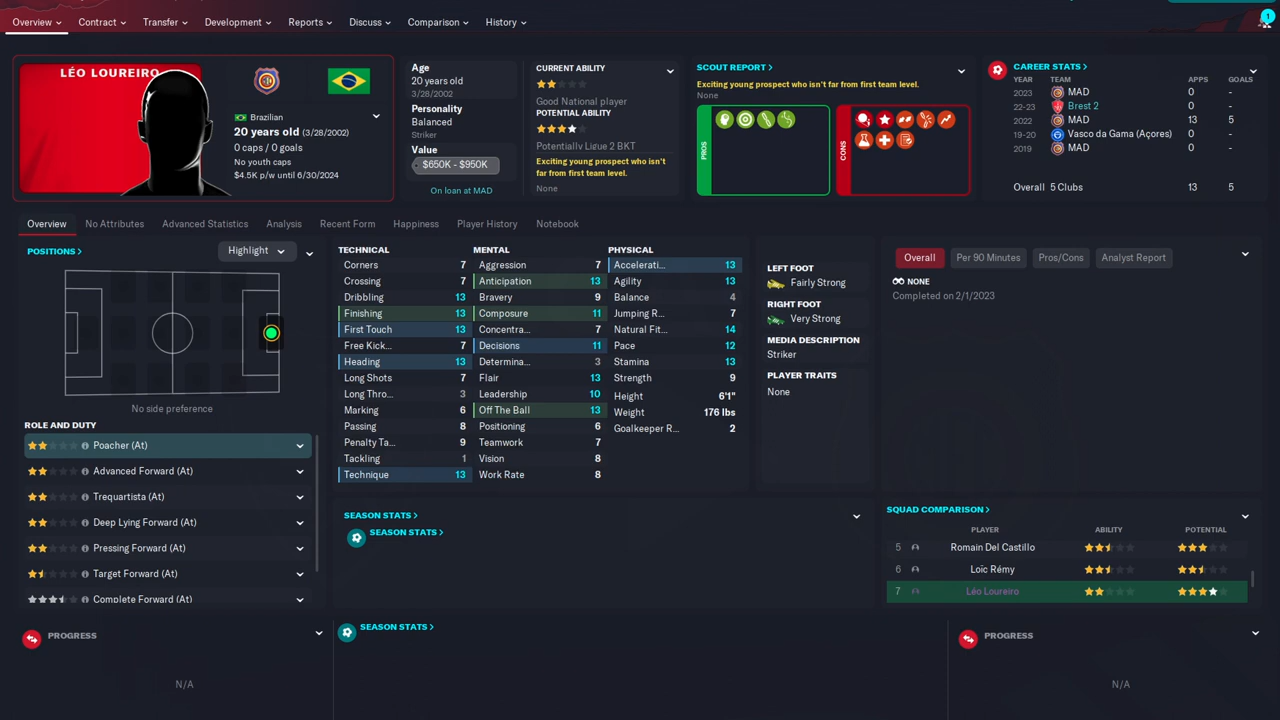 Overview Contract Transfer Development Reports Discuss Comparison History
1
LÉO LOUREIRO
Brazilian
20 years old (3/28/2002)
0 caps / 0 goals
No youth caps
$4.5K p/w until 6/30/2024
Age
20 years old
3/28/2002
Personality
Balanced
Striker
Value
$650K - $950K
On loan at MAD
CURRENT ABILITY
Good National player
POTENTIAL ABILITY
Potentially Ligue 2 BKT
Exciting young prospect who isn't
far from first team level.
None
SCOUT REPORT >
Exciting young prospect who isn't far from first team level.
None
PROS
CONS
CAREER STATS >
YEAR TEAM APPS GOALS
2023 MAD 0 -
22-23 Brest 2 0 -
2022 MAD 13 5
19-20 Vasco da Gama (Açores) 0 -
2019 MAD 0 -
Overall 5 Clubs 13 5
Overview No Attributes Advanced Statistics Analysis Recent Form Happiness Player History Notebook
POSITIONS >
Highlight
No side preference
ROLE AND DUTY
Poacher (At)
Advanced Forward (At)
Trequartista (At)
Deep Lying Forward (At)
Pressing Forward (At)
Target Forward (At)
Complete Forward (At)
TECHNICAL
Corners 7
Crossing 7
Dribbling 13
Finishing 13
First Touch 13
Free Kick... 7
Heading 13
Long Shots 7
Long Thro... 3
Marking 6
Passing 8
Penalty Ta... 9
Tackling 1
Technique 13
MENTAL
Aggression 7
Anticipation 13
Bravery 9
Composure 11
Concentra... 7
Decisions 11
Determina... 3
Flair 13
Leadership 10
Off The Ball 13
Positioning 6
Teamwork 7
Vision 8
Work Rate 8
PHYSICAL
Accelerati... 13
Agility 13
Balance 4
Jumping R... 7
Natural Fit... 14
Pace 12
Stamina 13
Strength 9
Height 6'1"
Weight 176 lbs
Goalkeeper R... 2
LEFT FOOT
Fairly Strong
RIGHT FOOT
Very Strong
MEDIA DESCRIPTION
Striker
PLAYER TRAITS
None
Overall Per 90 Minutes Pros/Cons Analyst Report
NONE
Completed on 2/1/2023
SEASON STATS >
SEASON STATS >
SQUAD COMPARISON >
PLAYER ABILITY POTENTIAL
5 Romain Del Castillo
6 Loïc Rémy
7 Léo Loureiro
PROGRESS
N/A
SEASON STATS >
PROGRESS
N/A